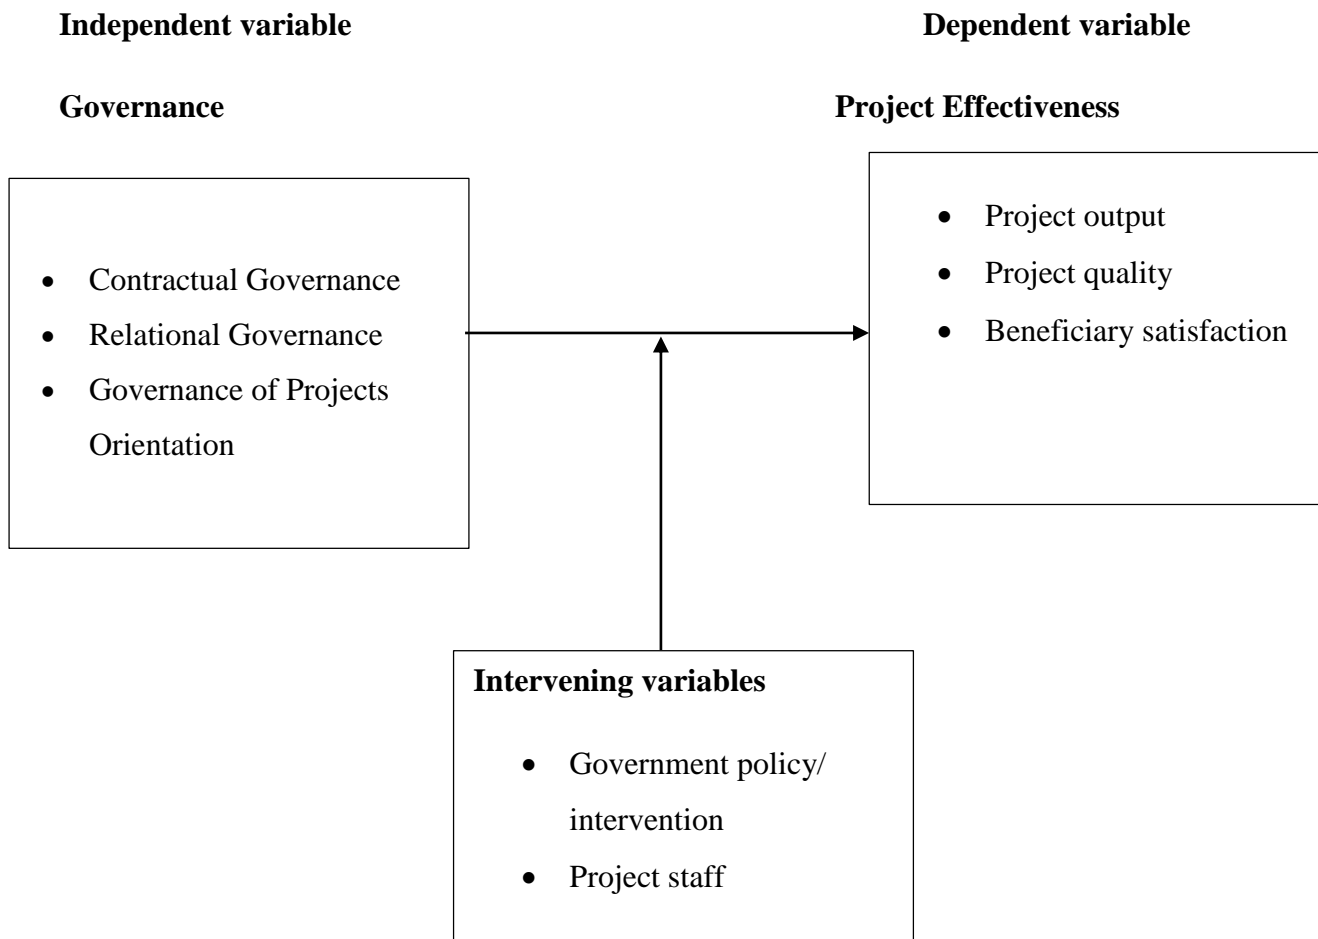 Independent variable
Dependent variable
Governance
Project Effectiveness
• Contractual Governance
• Relational Governance
• Governance of Projects
Orientation
• Project output
• Project quality
• Beneficiary satisfaction
Intervening variables
• Government policy/
intervention
• Project staff